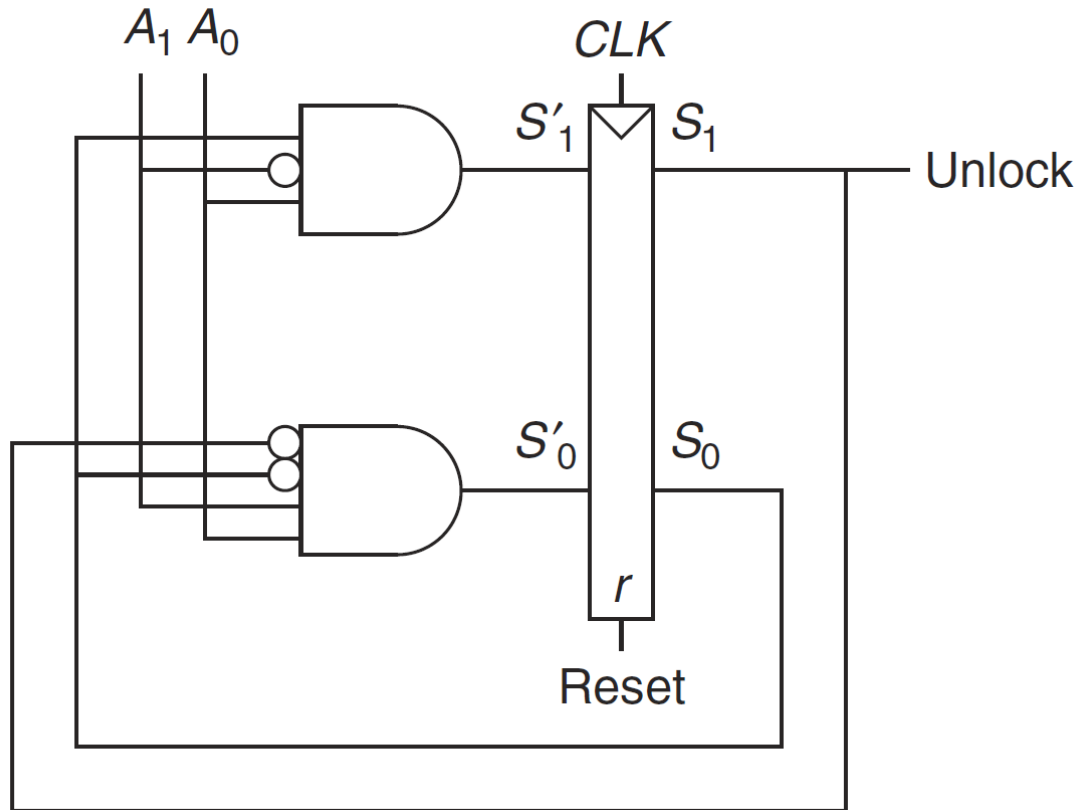 A₁ A₀
CLK
S′₁
S₁
Unlock
S′₀
S₀
r
Reset